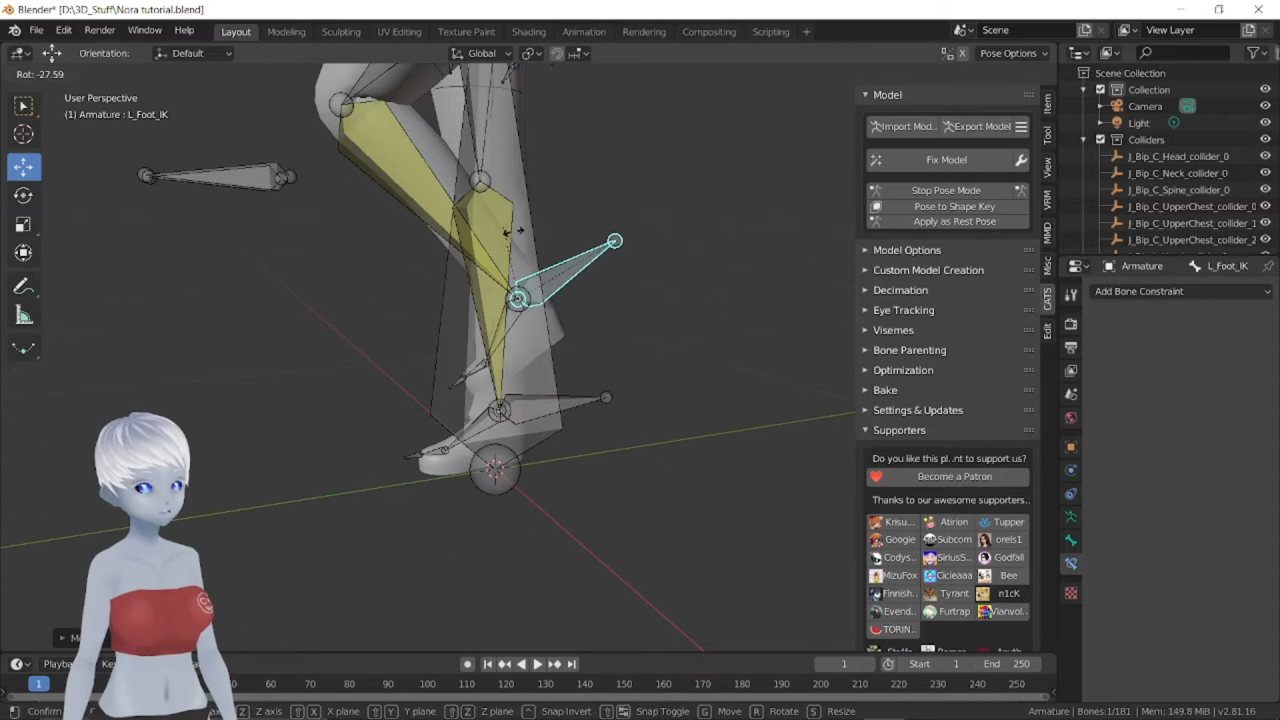 Blender* [D:\3D_Stuff\Nora tutorial.blend]
File Edit Render Window Help Layout Modeling Sculpting UV Editing Texture Paint Shading Animation Rendering Compositing Scripting + Scene View Layer
Orientation: Default Global X Pose Options
Rot: -27.59
User Perspective
(1) Armature : L_Foot_IK
Model
Import Mod.. Export Model
Fix Model
Stop Pose Mode
Pose to Shape Key
Apply as Rest Pose
Model Options
Custom Model Creation
Decimation
Eye Tracking
Visemes
Bone Parenting
Optimization
Bake
Settings & Updates
Supporters
Do you like this pl..nt to support us?
Become a Patron
Thanks to our awesome supporters..
Krisu... Atirion Tupper
Googie Subcom orels1
Codys... SiriusS... Godfall
MizuFox Cicieaaa Bee
Finnish.. Tyrant n1cK
Evend... Furtrap Vianvol..
TORIN..
Item
Tool
View
VRM
MMD
Misc
CATS
Edit
Scene Collection
Collection
Camera
Light
Colliders
J_Bip_C_Head_collider_0
J_Bip_C_Neck_collider_0
J_Bip_C_Spine_collider_0
J_Bip_C_UpperChest_collider_0
J_Bip_C_UpperChest_collider_1
J_Bip_C_UpperChest_collider_2
Armature L_Foot_IK
Add Bone Constraint
Playba 1 Start 1 End 250
1 60 70 80 90 100 110 120 130 140 150 160 170 180 190 200 210 220 230 240 250
Confirm Z Z axis X X plane Y Y plane Z Z plane Snap Invert Snap Toggle G Move R Rotate S Resize Armature | Bones:1/181 | Mem: 149.8 MiB | v2.81.16